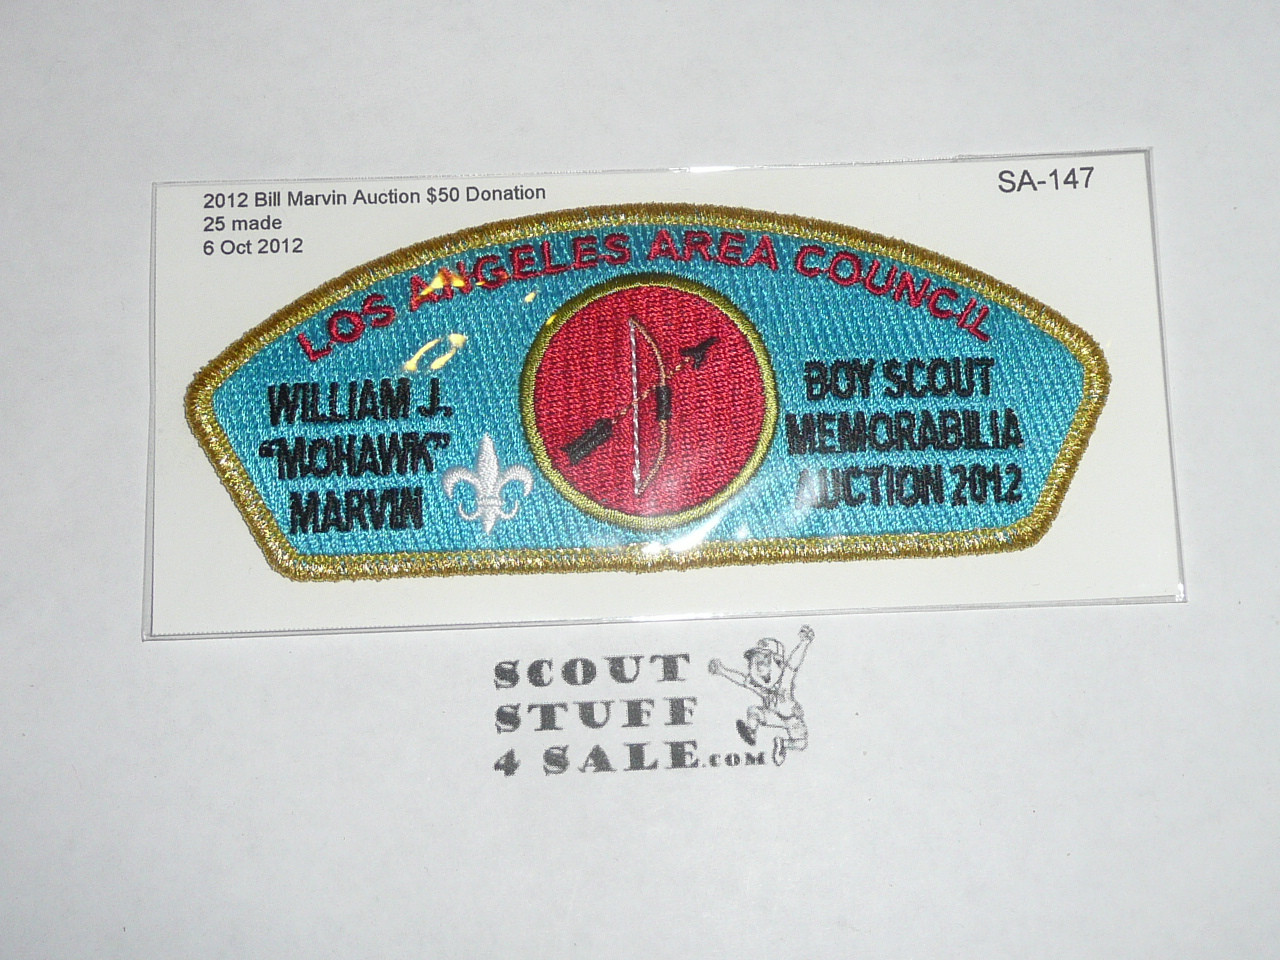 2012 Bill Marvin Auction $50 Donation
25 made
6 Oct 2012
SA-147
LOS ANGELES AREA COUNCIL
WILLIAM J.
"MOHAWK"
MARVIN
BOY SCOUT
MEMORABILIA
AUCTION 2012
SCOUT
STUFF
4 SALE.COM